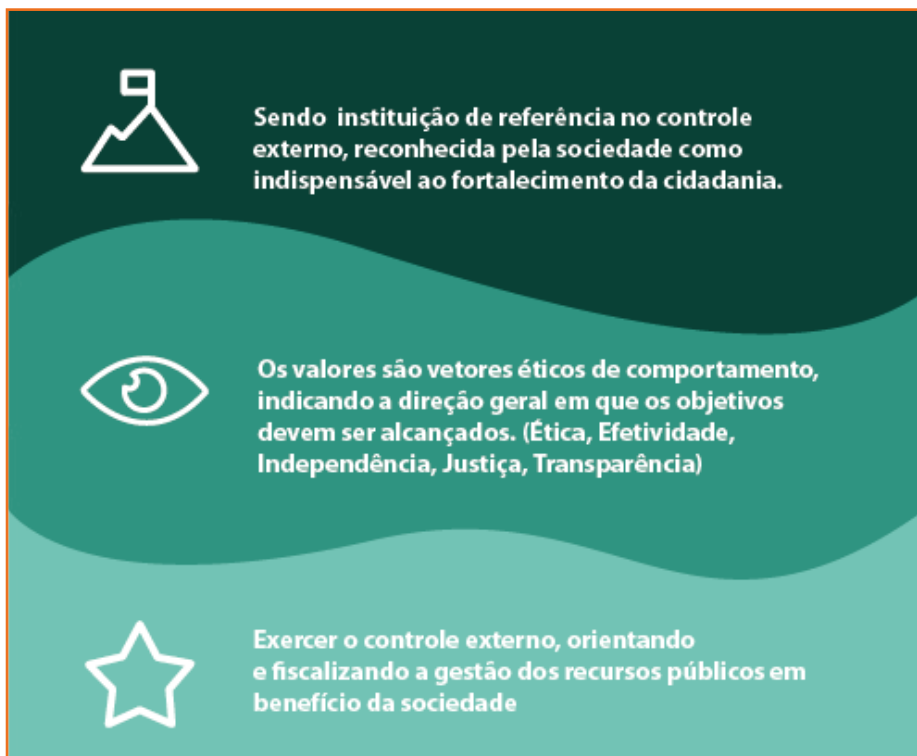 Sendo instituição de referência no controle
externo, reconhecida pela sociedade como
indispensável ao fortalecimento da cidadania.
Os valores são vetores éticos de comportamento,
indicando a direção geral em que os objetivos
devem ser alcançados. (Ética, Efetividade,
Independência, Justiça, Transparência)
Exercer o controle externo, orientando
e fiscalizando a gestão dos recursos públicos em
benefício da sociedade